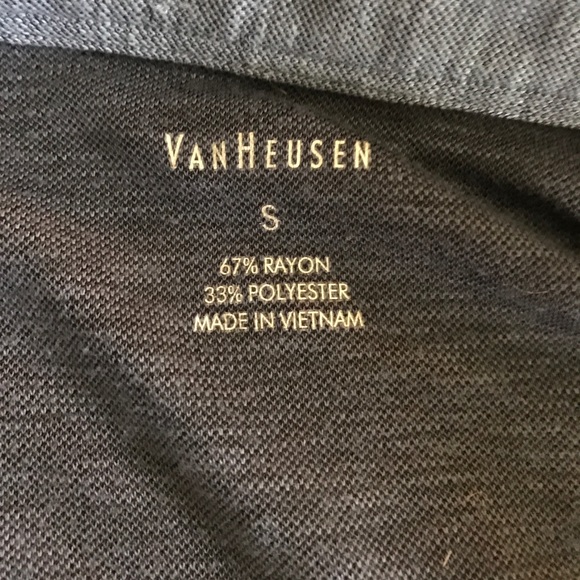 VANHEUSEN
S
67% RAYON
33% POLYESTER
MADE IN VIETNAM